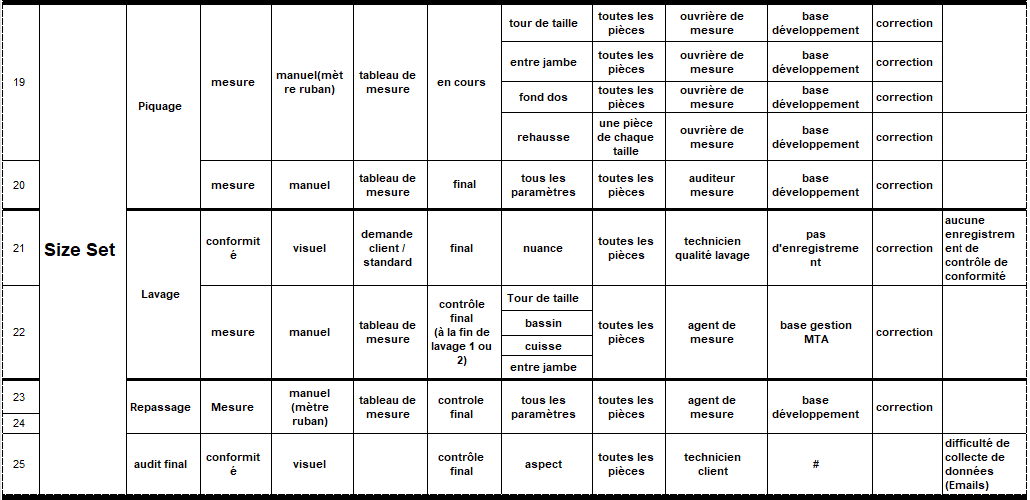 19
Size Set
Piquage
mesure
manuel(mèt
re ruban)
tableau de
mesure
en cours
tour de taille
toutes les
pièces
ouvrière de
mesure
base
développement
correction
entre jambe
toutes les
pièces
ouvrière de
mesure
base
développement
correction
fond dos
toutes les
pièces
ouvrière de
mesure
base
développement
correction
rehausse
une pièce
de chaque
taille
ouvrière de
mesure
base
développement
correction
20
mesure
manuel
tableau de
mesure
final
tous les
paramètres
toutes les
pièces
auditeur
mesure
base
développement
correction
21
Lavage
conformit
é
visuel
demande
client /
standard
final
nuance
toutes les
pièces
technicien
qualité lavage
pas
d'enregistreme
nt
correction
aucune
enregistrem
ent de
contrôle de
conformité
22
mesure
manuel
tableau de
mesure
contrôle
final
(à la fin de
lavage 1 ou
2)
Tour de taille
bassin
cuisse
entre jambe
toutes les
pièces
agent de
mesure
base gestion
MTA
correction
23
24
Repassage
Mesure
manuel
(mètre
ruban)
tableau de
mesure
controle
final
tous les
paramètres
toutes les
pièces
agent de
mesure
base
développement
correction
25
audit final
conformit
é
visuel
contrôle
final
aspect
toutes les
pièces
technicien
client
#
difficulté de
collecte de
données
(Emails)